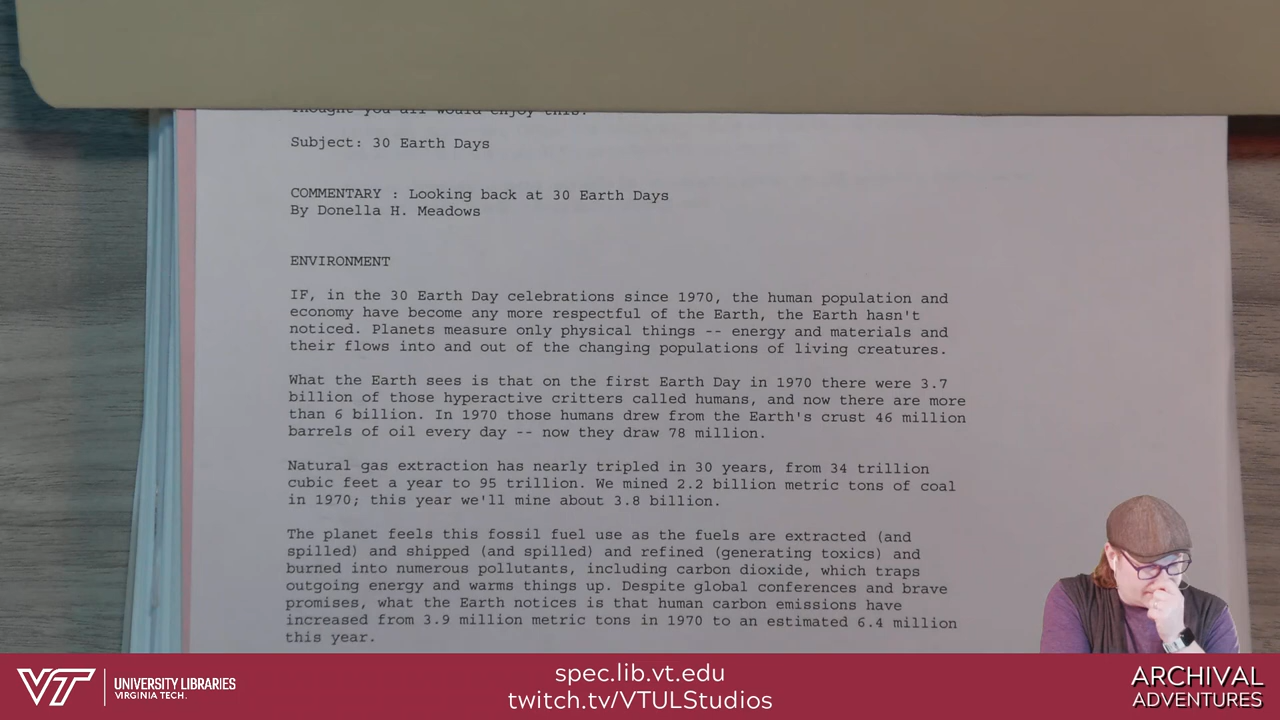 Thought you all would enjoy this.
Subject: 30 Earth Days
COMMENTARY : Looking back at 30 Earth Days
By Donella H. Meadows
ENVIRONMENT
IF, in the 30 Earth Day celebrations since 1970, the human population and
economy have become any more respectful of the Earth, the Earth hasn't
noticed. Planets measure only physical things -- energy and materials and
their flows into and out of the changing populations of living creatures.
What the Earth sees is that on the first Earth Day in 1970 there were 3.7
billion of those hyperactive critters called humans, and now there are more
than 6 billion. In 1970 those humans drew from the Earth's crust 46 million
barrels of oil every day -- now they draw 78 million.
Natural gas extraction has nearly tripled in 30 years, from 34 trillion
cubic feet a year to 95 trillion. We mined 2.2 billion metric tons of coal
in 1970; this year we'll mine about 3.8 billion.
The planet feels this fossil fuel use as the fuels are extracted (and
spilled) and shipped (and spilled) and refined (generating toxics) and
burned into numerous pollutants, including carbon dioxide, which traps
outgoing energy and warms things up. Despite global conferences and brave
promises, what the Earth notices is that human carbon emissions have
increased from 3.9 million metric tons in 1970 to an estimated 6.4 million
this year.
VT
UNIVERSITY LIBRARIES
VIRGINIA TECH.
spec.lib.vt.edu
twitch.tv/VTULStudios
ARCHIVAL
ADVENTURES